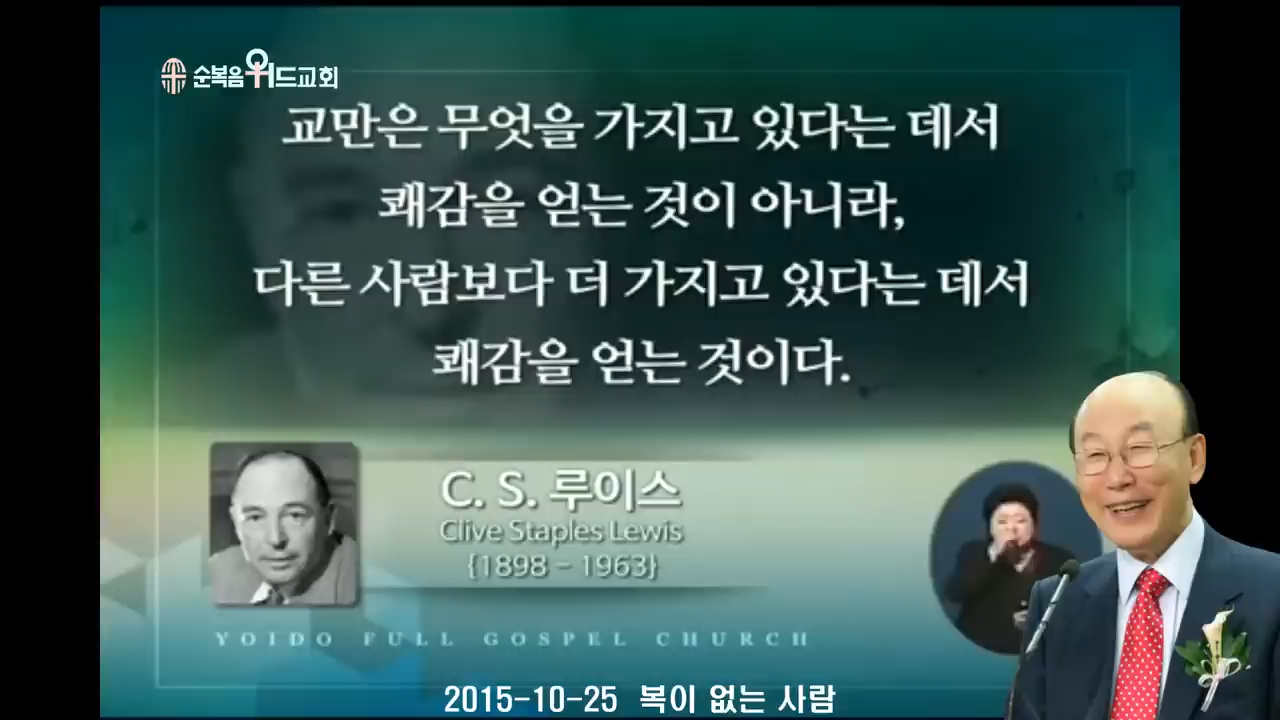 순복음위드교회
교만은 무엇을 가지고 있다는 데서
쾌감을 얻는 것이 아니라,
다른 사람보다 더 가지고 있다는 데서
쾌감을 얻는 것이다.
C. S. 루이스
Clive Staples Lewis
{1898 - 1963}
YOIDO FULL GOSPEL CHURCH
2015-10-25 복이 없는 사람